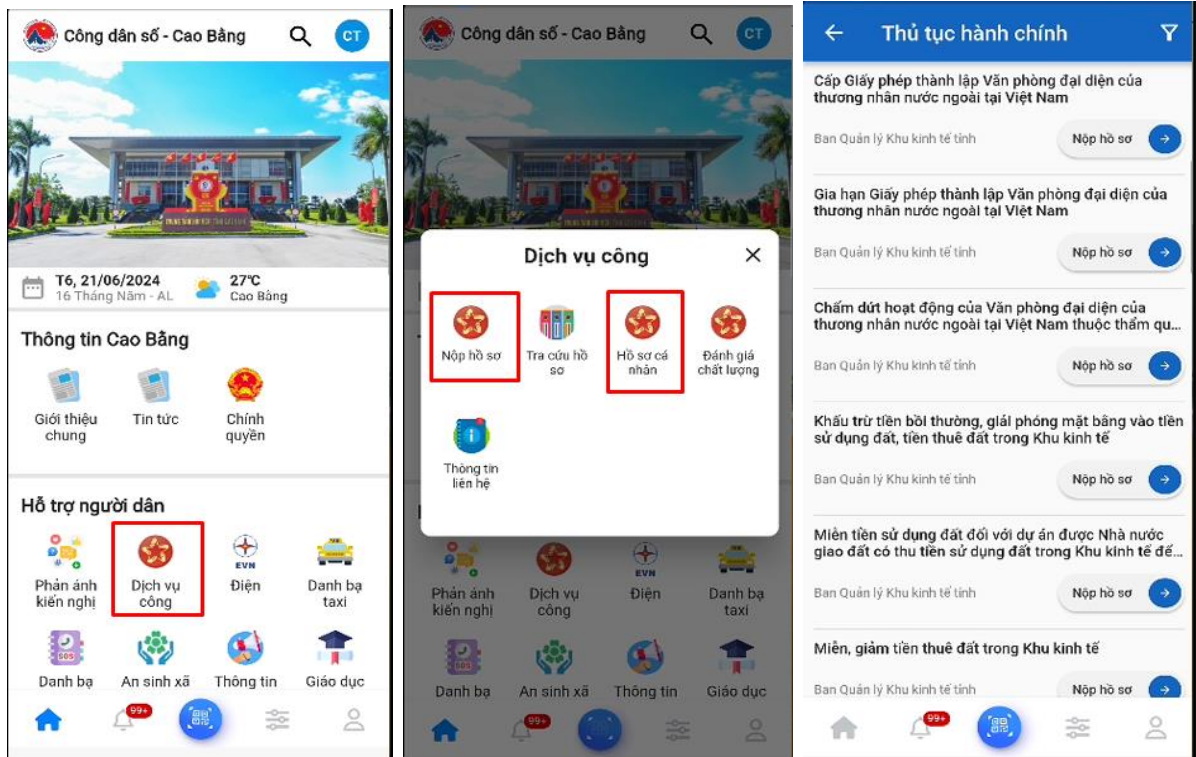 Công dân số - Cao Bằng
CT
T6, 21/06/2024
16 Tháng Năm - AL
27°C
Cao Bằng
Thông tin Cao Bằng
Giới thiệu
chung
Tin tức
Chính
quyền
Hỗ trợ người dân
Phản ánh
kiến nghị
Dịch vụ
công
EVN
Điện
Danh bạ
taxi
SOS
Danh bạ
An sinh xã
Thông tin
Giáo dục
99+
Công dân số - Cao Bằng
CT
Dịch vụ công
Nộp hồ sơ
Tra cứu hồ
sơ
Hồ sơ cá
nhân
Đánh giá
chất lượng
Thông tin
liên hệ
Phản ánh
kiến nghị
Dịch vụ
công
EVN
Điện
Danh bạ
taxi
SOS
Danh bạ
An sinh xã
Thông tin
Giáo dục
99+
Thủ tục hành chính
Cấp Giấy phép thành lập Văn phòng đại diện của
thương nhân nước ngoài tại Việt Nam
Ban Quản lý Khu kinh tế tỉnh
Nộp hồ sơ
Gia hạn Giấy phép thành lập Văn phòng đại diện của
thương nhân nước ngoài tại Việt Nam
Ban Quản lý Khu kinh tế tỉnh
Nộp hồ sơ
Chấm dứt hoạt động của Văn phòng đại diện của
thương nhân nước ngoài tại Việt Nam thuộc thẩm qu...
Ban Quản lý Khu kinh tế tỉnh
Nộp hồ sơ
Khấu trừ tiền bồi thường, giải phóng mặt bằng vào tiền
sử dụng đất, tiền thuê đất trong Khu kinh tế
Ban Quản lý Khu kinh tế tỉnh
Nộp hồ sơ
Miễn tiền sử dụng đất đối với dự án được Nhà nước
giao đất có thu tiền sử dụng đất trong Khu kinh tế để...
Ban Quản lý Khu kinh tế tỉnh
Nộp hồ sơ
Miễn, giảm tiền thuê đất trong Khu kinh tế
Ban Quản lý Khu kinh tế tỉnh
Nộp hồ sơ
99+